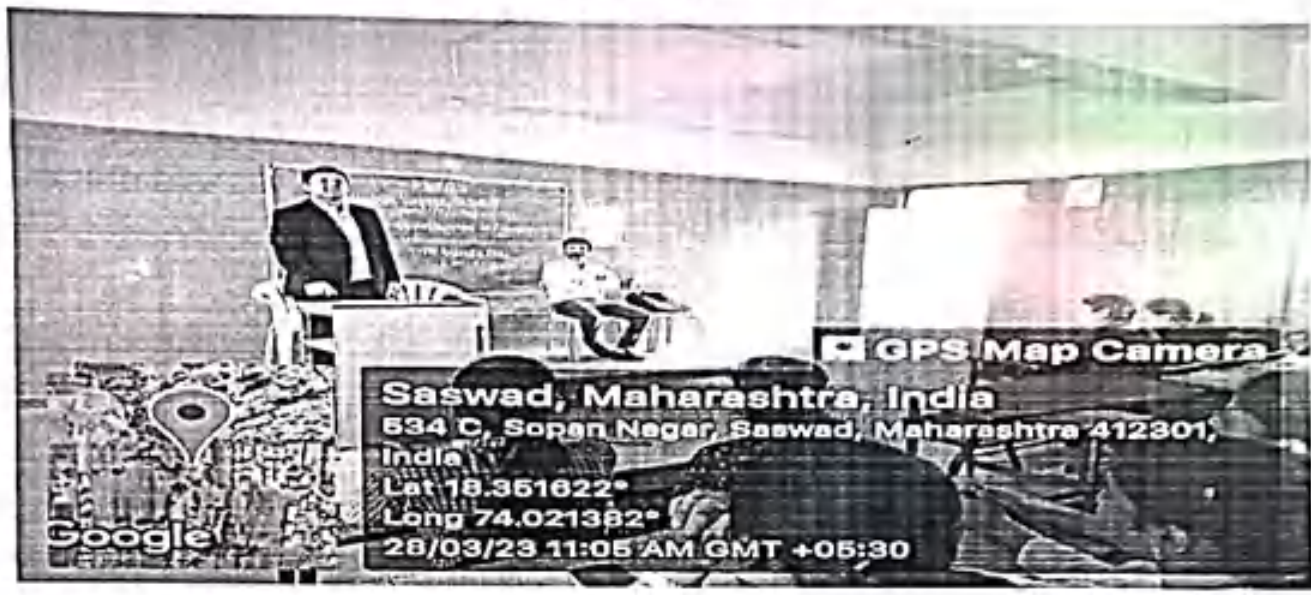 GPS Map Camera
Saswad, Maharashtra, India
534 C, Sopan Nagar, Saswad, Maharashtra 412301,
India
Lat 18.351622°
Long 74.021382°
28/03/23 11:05 AM GMT +05:30
Google